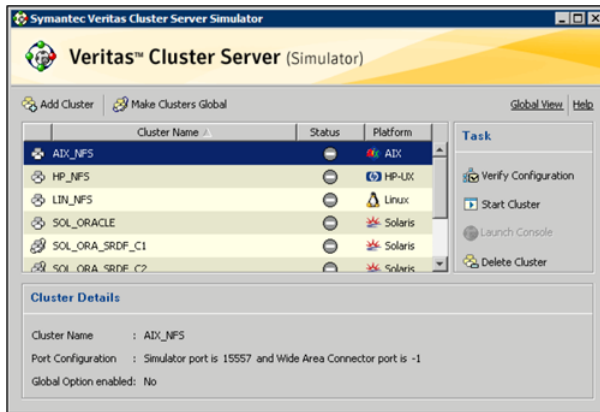 Symantec Veritas Cluster Server Simulator
Veritas™ Cluster Server (Simulator)
Add Cluster Make Clusters Global Global View Help
Cluster Name Status Platform
AIX_NFS AIX
HP_NFS HP-UX
LIN_NFS Linux
SOL_ORACLE Solaris
SOL_ORA_SRDF_C1 Solaris
SOL_ORA_SRDF_C2 Solaris
Task
Verify Configuration
Start Cluster
Launch Console
Delete Cluster
Cluster Details
Cluster Name : AIX_NFS
Port Configuration : Simulator port is 15557 and Wide Area Connector port is -1
Global Option enabled: No